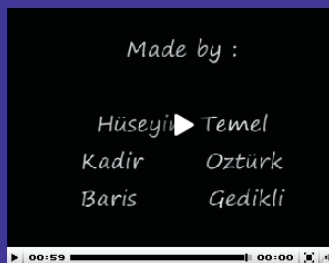 Made by :
Hüseyin Temel
Kadir Oztürk
Baris Gedikli
00:59 00:00